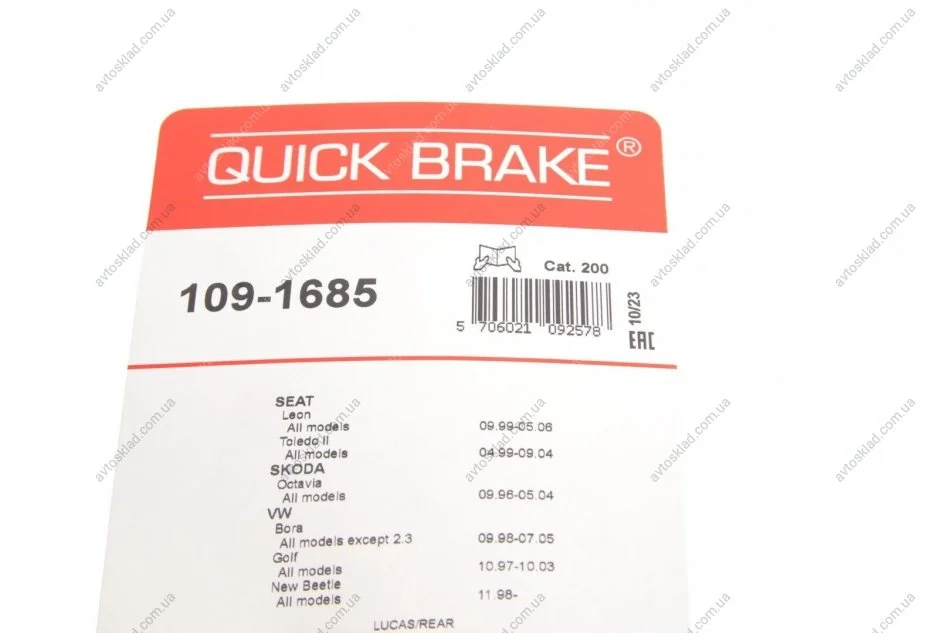 QUICK BRAKE®
109-1685
Cat. 200
5 706021 092578
10/23
EAC
SEAT
Leon
All models 09.99-05.06
Toledo II
All models 04.99-09.04
SKODA
Octavia
All models 09.96-05.04
VW
Bora
All models except 2.3 09.98-07.05
Golf
All models 10.97-10.03
New Beetle
All models 11.98-
LUCAS/REAR
avtosklad.com.ua